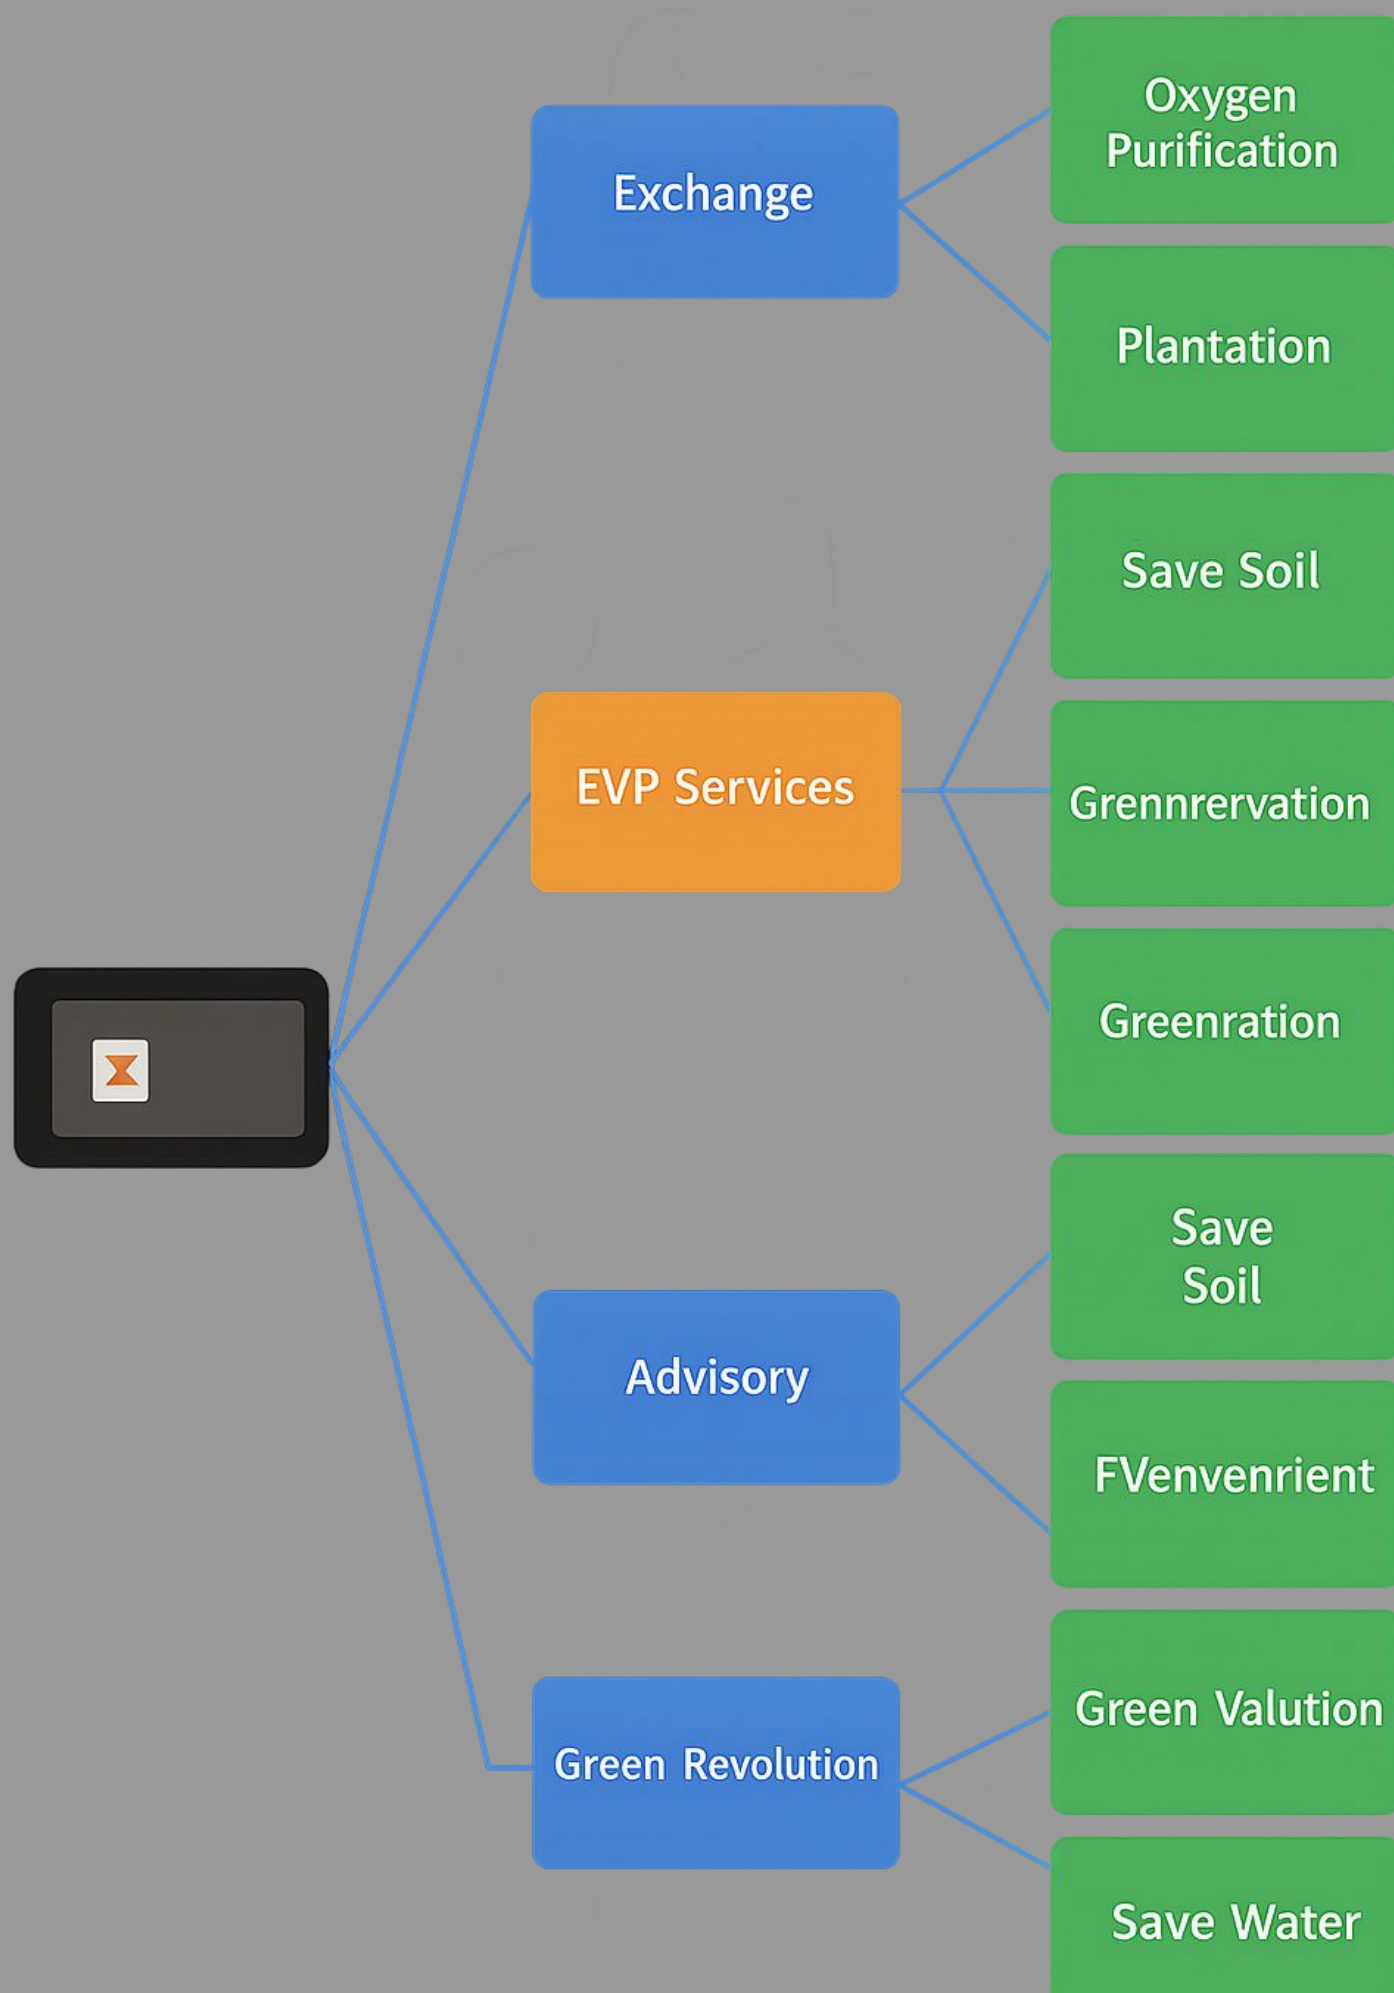 Oxygen
Purification
Exchange
Plantation
Save Soil
EVP Services
Grennrervation
Greenration
Save
Soil
Advisory
FVenvenrient
Green Valution
Green Revolution
Save Water